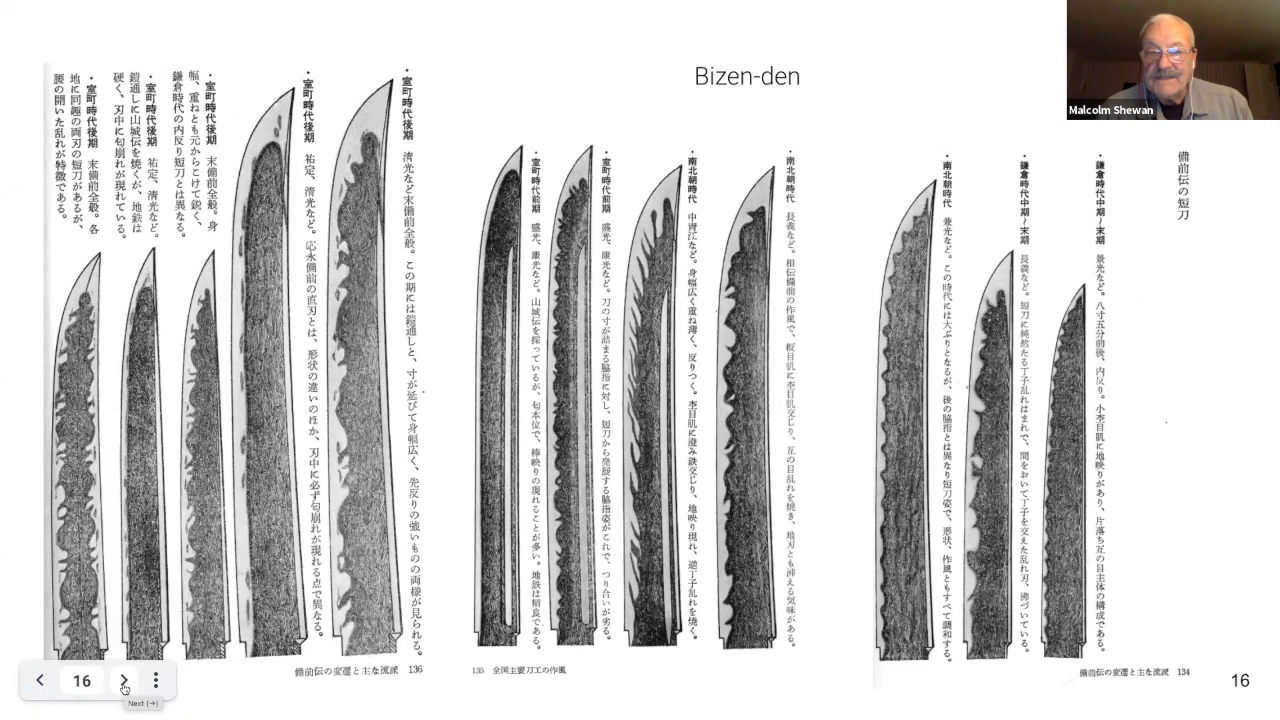 Bizen-den
Malcolm Shewan
備前伝の短刀
・鎌倉時代中期〜末期　景光など。八寸五分前後、内反り。小杢目肌に地映りがあり、片落ち互の目主体の構成である。
・鎌倉時代中期〜末期　長義など。短刀に純然たる丁子乱れはまれで、間をおいて丁子を交えた乱れ刃、沸づいている。
・南北朝時代　兼光など。この時代には大ぶりとなるが、後の脇指とは異なり短刀姿で、形状、作風ともすべて調和する。
備前伝の変遷と主な流派　134
・南北朝時代　長義など。相伝備前の作風で、板目肌に杢目肌交じり、互の目乱れを焼き、地刃とも沸える気味がある。
・南北朝時代　中青江など。身幅広く重ね薄く、反りつく。杢目肌に澄み鉄交じり、地映り現れ、逆丁子乱れを焼く。
・室町時代前期　盛光、康光など。刀の寸が詰まる脇指に対し、短刀から発展する脇指姿がこれで、つり合いが劣る。
・室町時代前期　盛光、康光など。山城伝を採っているが、匂本位で、棒映りの現れることが多い。地鉄は精良である。
135　全国主要刀工の作風
・室町時代後期　清光など末備前全般。この期には鎧通しと、寸が延びて身幅広く、先反りの強いものの両様が見られる。
・室町時代後期　祐定、清光など。応永備前の直刃とは、形状の違いのほか、刃中に必ず匂崩れが現れる点で異なる。
・室町時代後期　末備前全般。身
幅、重ねとも元からこけて鋭く、
鎌倉時代の内反り短刀とは異なる。
・室町時代後期　祐定、清光など。
鎧通しに山城伝を焼くが、地鉄は
硬く、刃中に匂崩れが現れている。
・室町時代後期　末備前全般。各
地に同趣の両刃の短刀があるが、
腰の開いた乱れが特徴である。
備前伝の変遷と主な流派　136
16
Next (→)
16